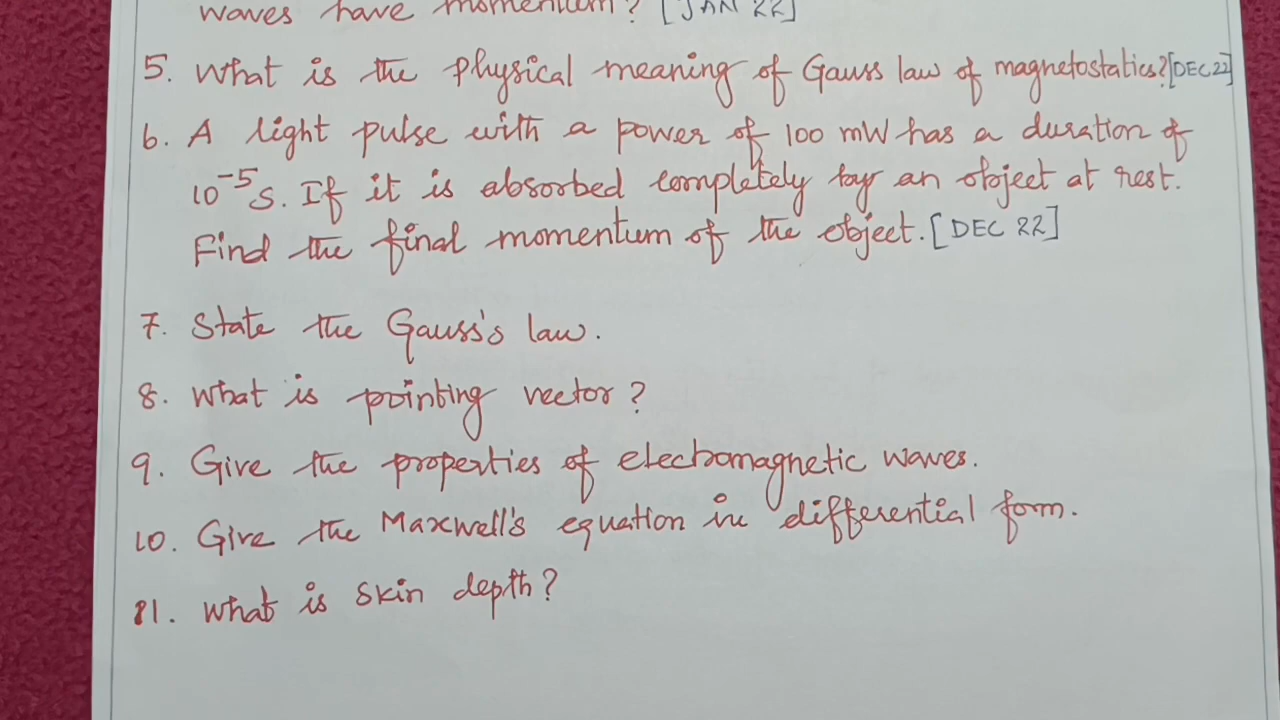 waves have momentum? [JAN 22]
5. What is the physical meaning of Gauss law of magnetostatics?[DEC 22]
6. A light pulse with a power of 100 mW has a duration of
10⁻⁵s. If it is absorbed completely by an object at rest.
Find the final momentum of the object.[DEC 22]
7. State the Gauss's law.
8. What is pointing vector?
9. Give the properties of electromagnetic waves.
10. Give the Maxwell's equation in differential form.
11. What is skin depth?